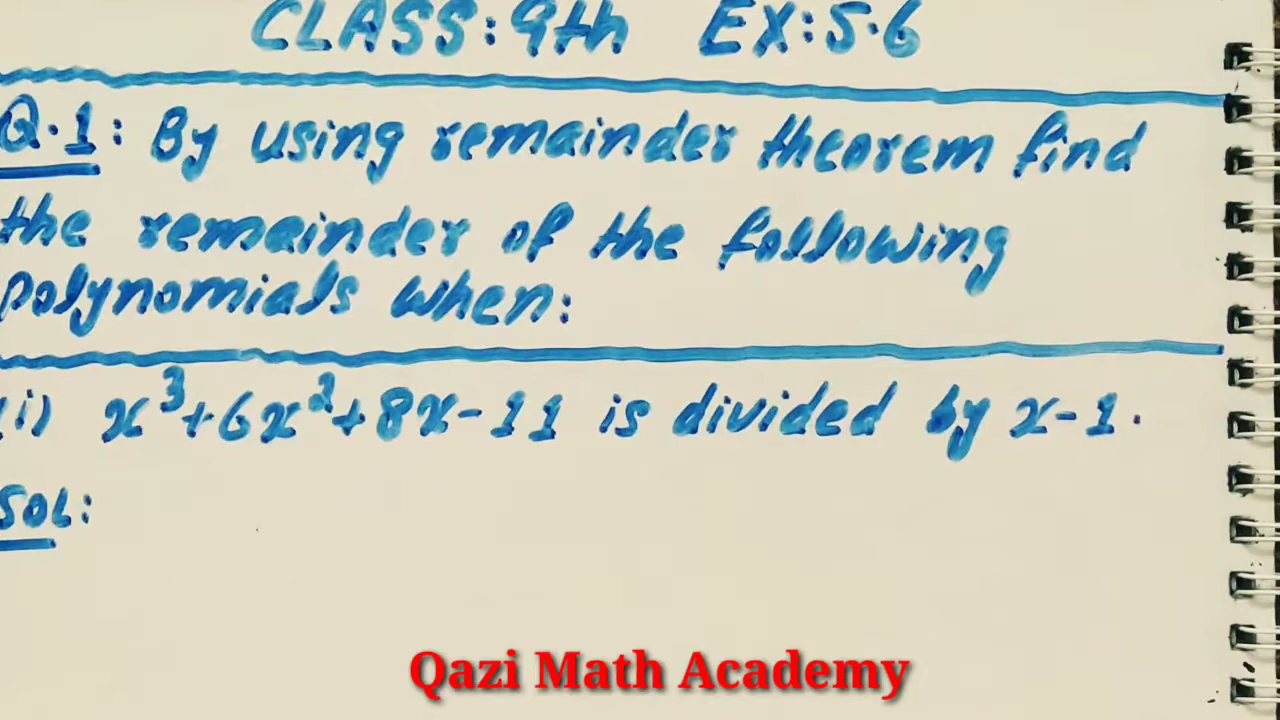 CLASS: 9th EX:5.6
Q.1: By using remainder theorem find
the remainder of the following
polynomials when:
(i) x³+6x²+8x-11 is divided by x-1.
SOL:
Qazi Math Academy